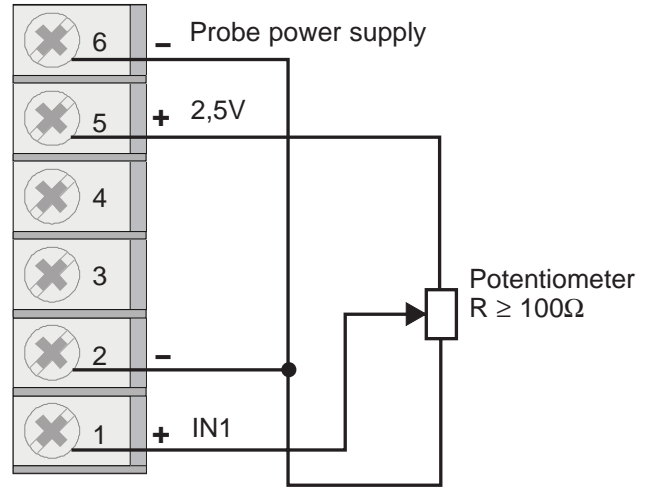 6 – Probe power supply
5 + 2,5V
4
3
Potentiometer
R ≥ 100Ω
2 –
1 + IN1